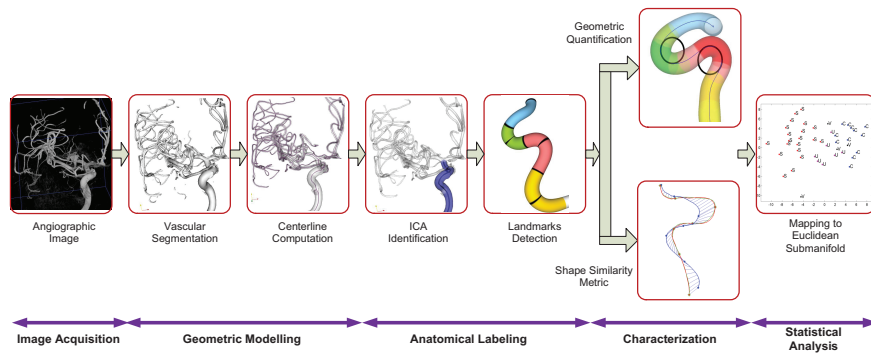 Geometric
Quantification
Angiographic
Image
Vascular
Segmentation
Centerline
Computation
ICA
Identification
Landmarks
Detection
Shape Similarity
Metric
Mapping to
Euclidean
Submanifold
Image Acquisition
Geometric Modelling
Anatomical Labeling
Characterization
Statistical
Analysis